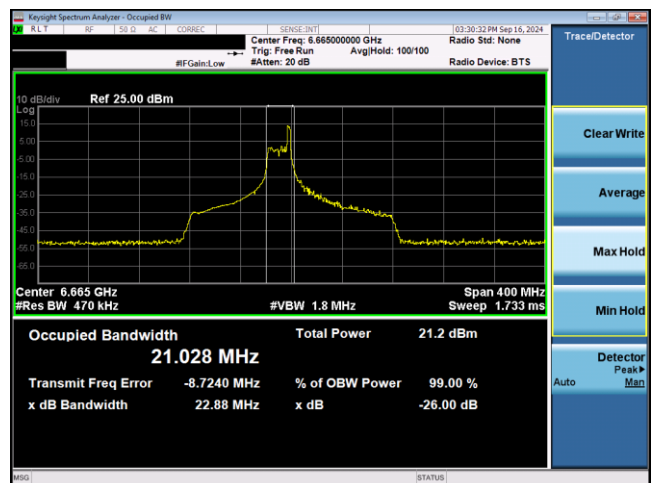 Keysight Spectrum Analyzer - Occupied BW
RLT RF 50 Ω AC CORREC SENSE:INT 03:30:32 PM Sep 16, 2024
Center Freq: 6.665000000 GHz Radio Std: None
Trig: Free Run Avg|Hold: 100/100
#IFGain:Low #Atten: 20 dB Radio Device: BTS
Trace/Detector
10 dB/div Ref 25.00 dBm
Log
15.0
5.00
-5.00
-15.0
-25.0
-35.0
-45.0
-55.0
-65.0
Center 6.665 GHz Span 400 MHz
#Res BW 470 kHz #VBW 1.8 MHz Sweep 1.733 ms
Occupied Bandwidth Total Power 21.2 dBm
21.028 MHz
Transmit Freq Error -8.7240 MHz % of OBW Power 99.00 %
x dB Bandwidth 22.88 MHz x dB -26.00 dB
Clear Write
Average
Max Hold
Min Hold
Detector
Peak▶
Auto Man
MSG STATUS